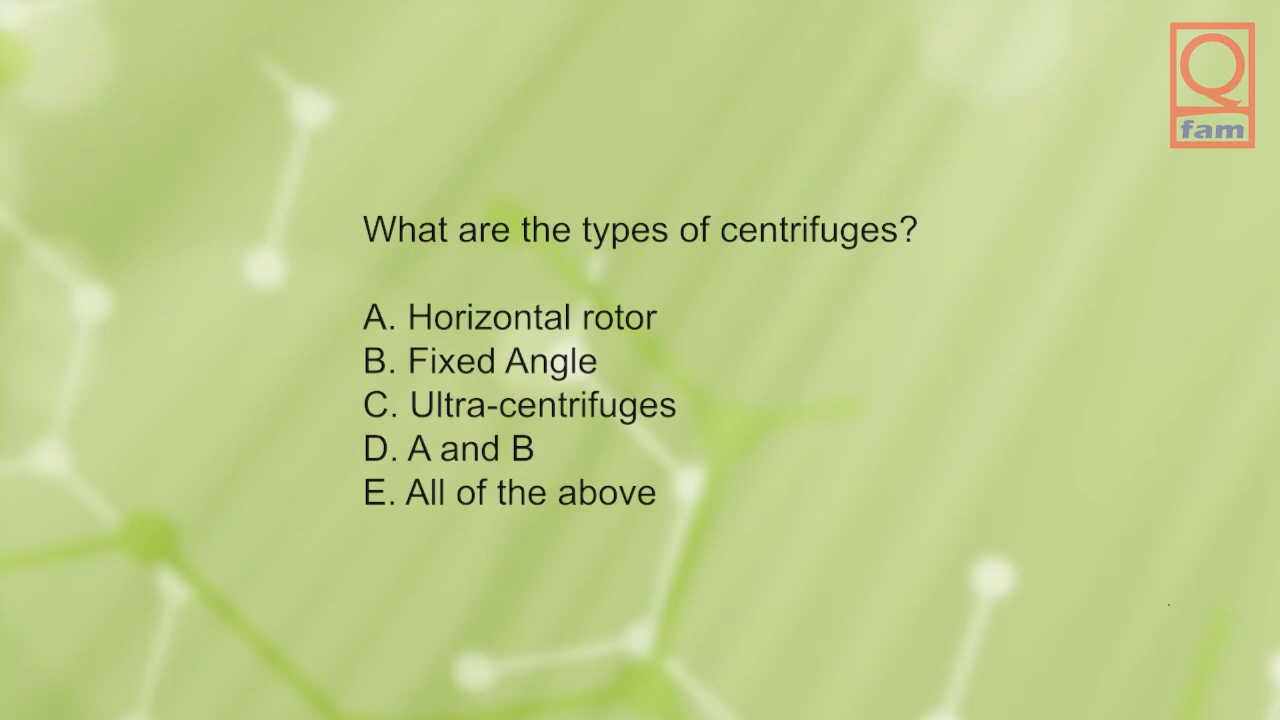 Q
fam
What are the types of centrifuges?
A. Horizontal rotor
B. Fixed Angle
C. Ultra-centrifuges
D. A and B
E. All of the above